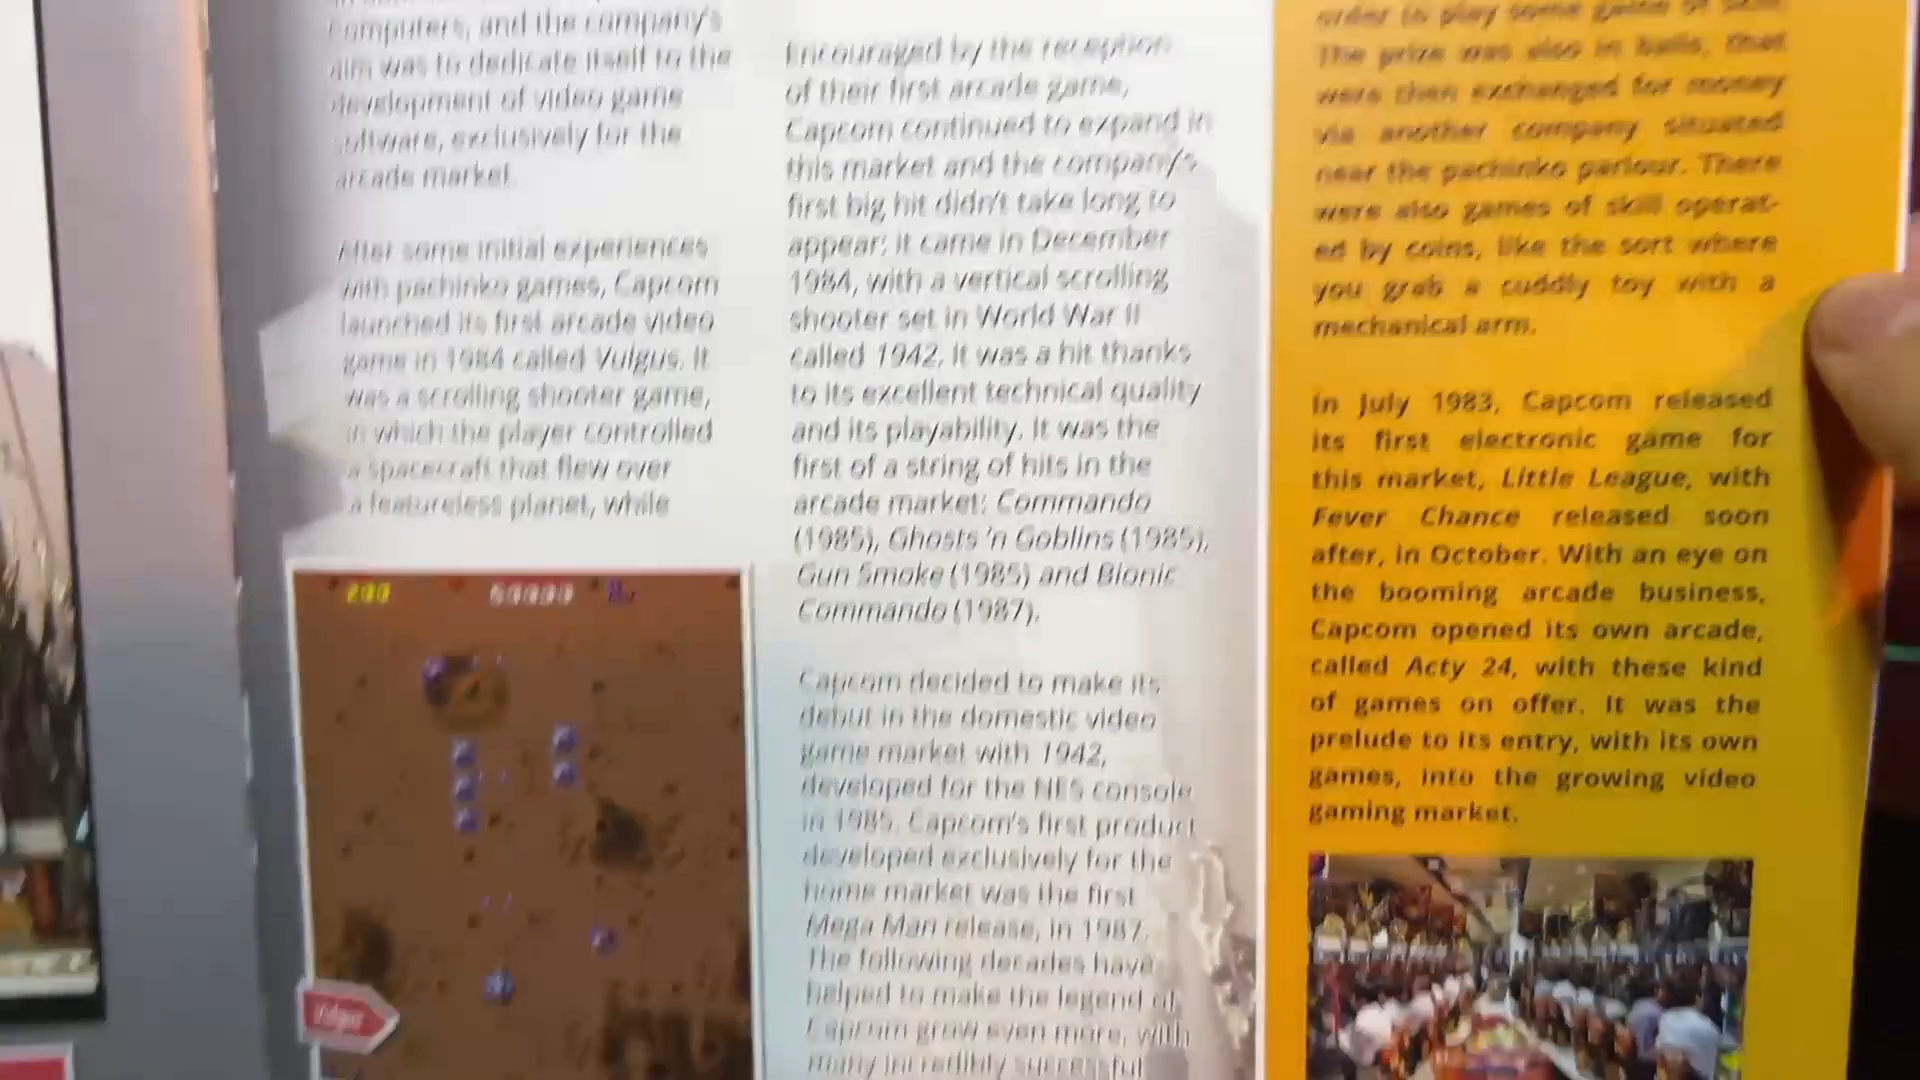 Computers, and the company's
aim was to dedicate itself to the
development of video game
software, exclusively for the
arcade market.
After some initial experiences
with pachinko games, Capcom
launched its first arcade video
game in 1984 called Vulgus. It
was a scrolling shooter game,
in which the player controlled
a spacecraft that flew over
a featureless planet, while
200
50000
Vulgus
Encouraged by the reception
of their first arcade game,
Capcom continued to expand in
this market and the company's
first big hit didn't take long to
appear; it came in December
1984, with a vertical scrolling
shooter set in World War II
called 1942. It was a hit thanks
to its excellent technical quality
and its playability. It was the
first of a string of hits in the
arcade market: Commando
(1985), Ghosts 'n Goblins (1985),
Gun Smoke (1985) and Bionic
Commando (1987).
Capcom decided to make its
debut in the domestic video
game market with 1942,
developed for the NES console
in 1985. Capcom's first product
developed exclusively for the
home market was the first
Mega Man release, in 1987.
The following decades have
helped to make the legend of
Capcom grow even more, with
many incredibly successful
order to play some game of skill.
The prize was also in balls, that
were then exchanged for money
via another company situated
near the pachinko parlour. There
were also games of skill operat-
ed by coins, like the sort where
you grab a cuddly toy with a
mechanical arm.
In July 1983, Capcom released
its first electronic game for
this market, Little League, with
Fever Chance released soon
after, in October. With an eye on
the booming arcade business,
Capcom opened its own arcade,
called Acty 24, with these kind
of games on offer. It was the
prelude to its entry, with its own
games, into the growing video
gaming market.